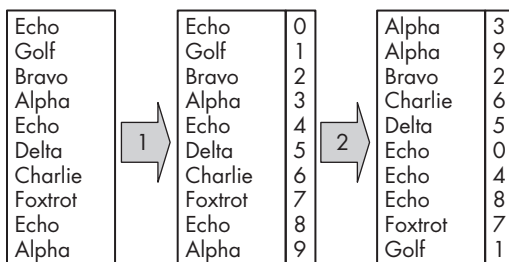 Echo Echo 0 Alpha 3
Golf Golf 1 Alpha 9
Bravo Bravo 2 Bravo 2
Alpha Alpha 3 Charlie 6
Echo Echo 4 Delta 5
Delta 1 Delta 5 2 Echo 0
Charlie Charlie 6 Echo 4
Foxtrot Foxtrot 7 Echo 8
Echo Echo 8 Foxtrot 7
Alpha Alpha 9 Golf 1